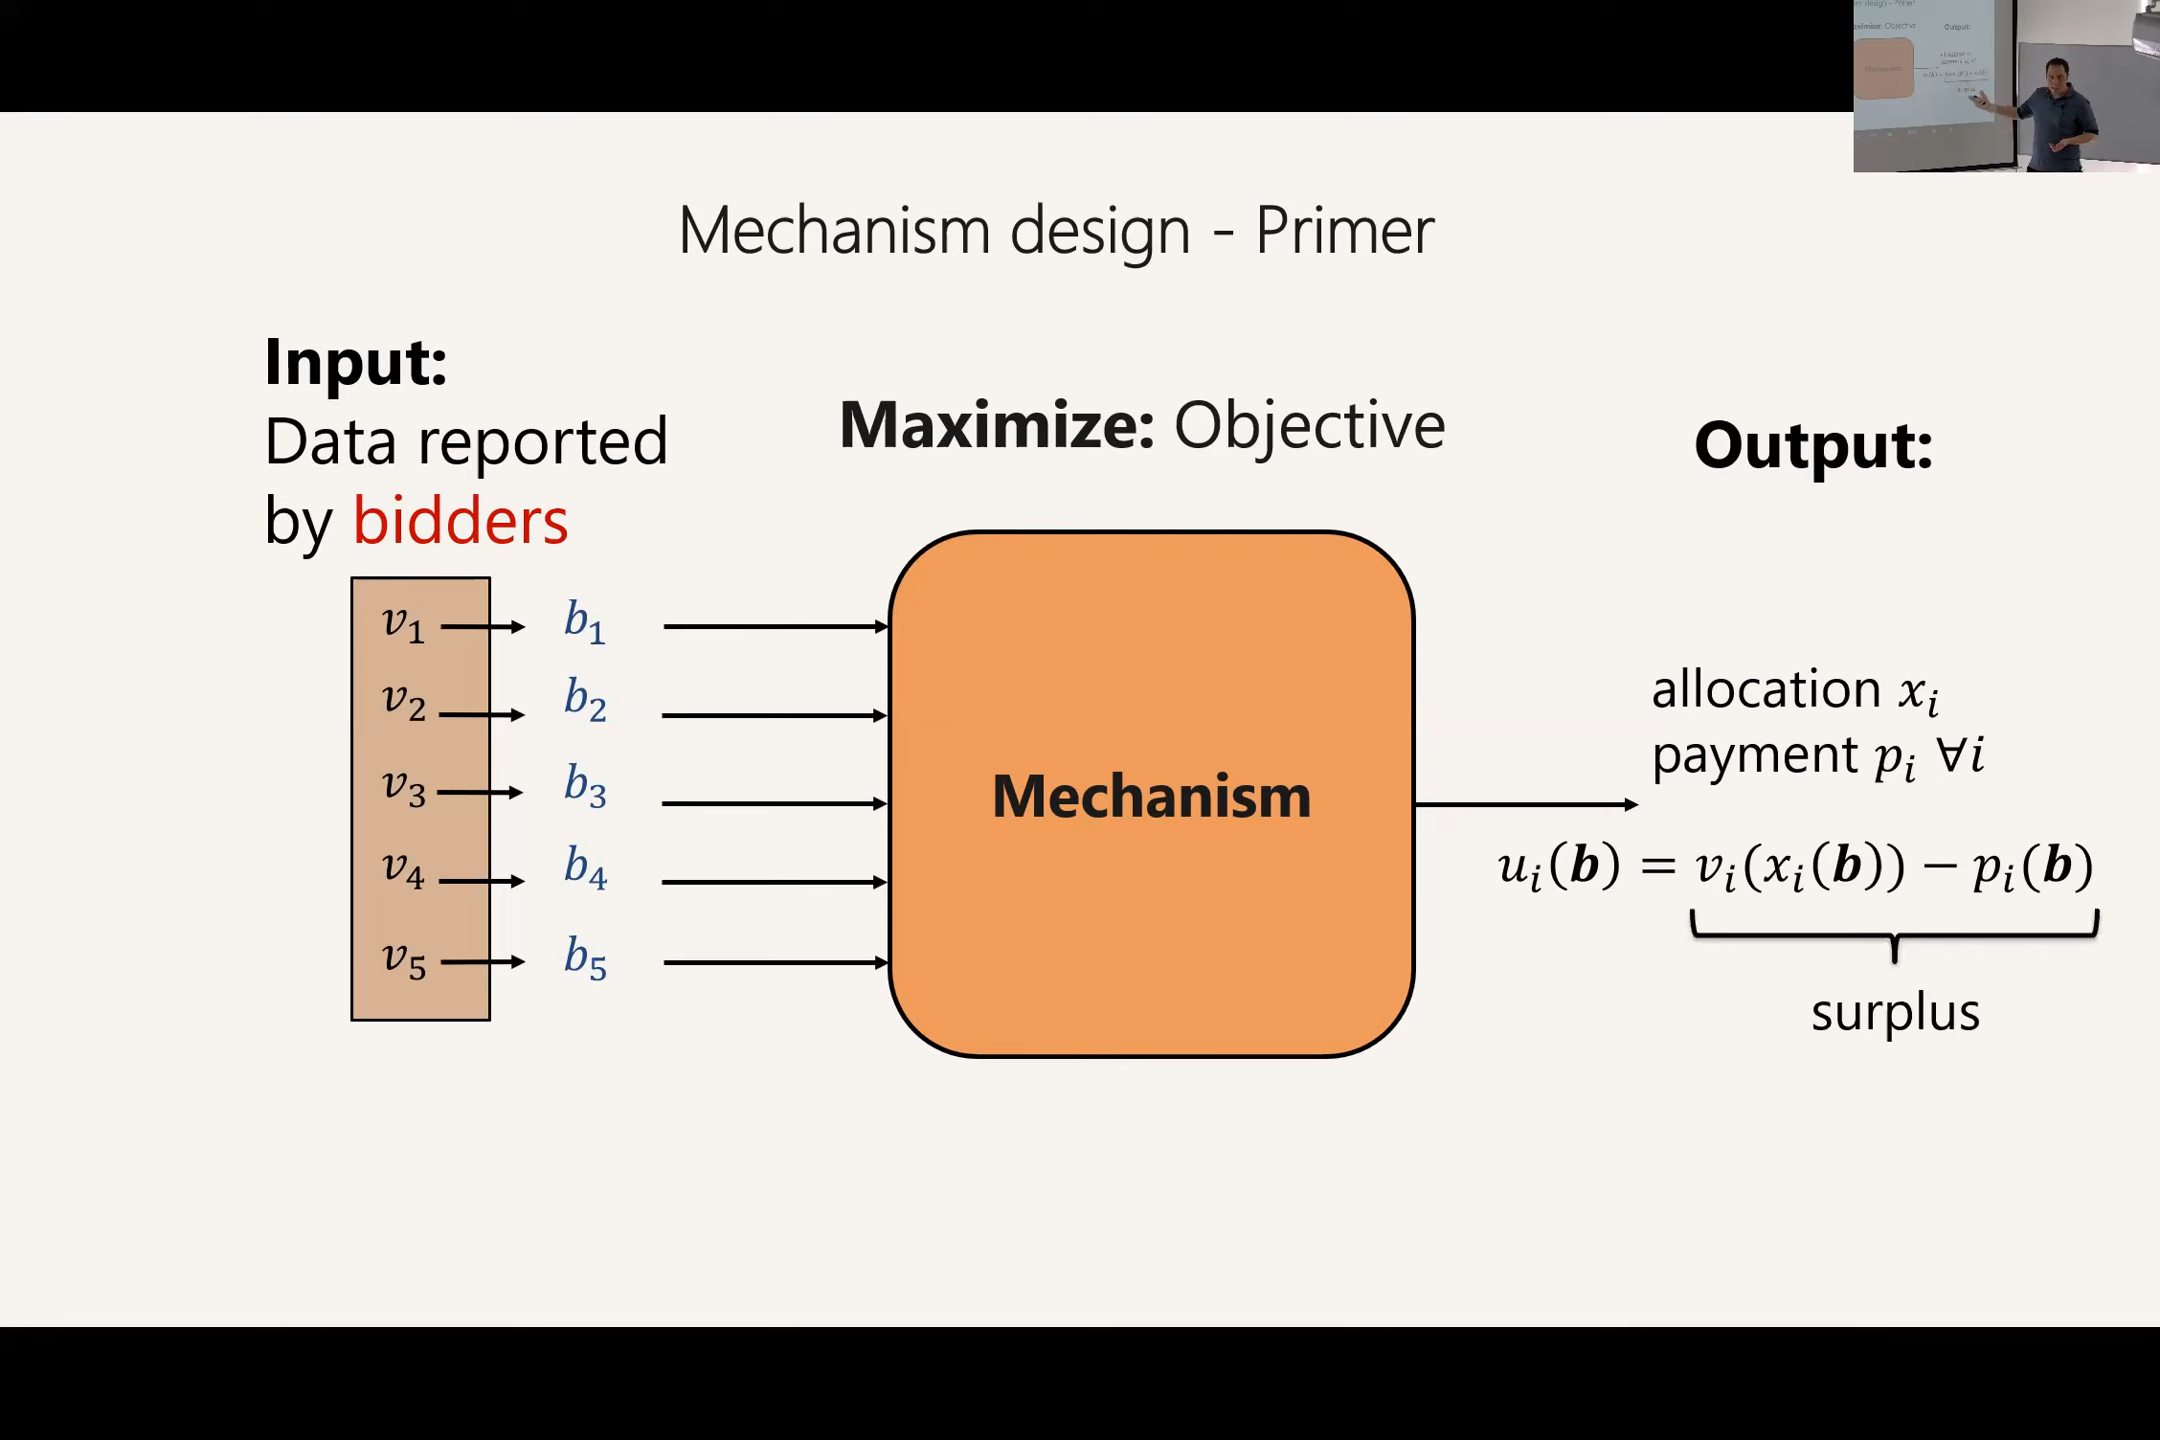 Mechanism design - Primer
Input:
Data reported
by bidders
Maximize: Objective
Output:
v₁ b₁
v₂ b₂
v₃ b₃
v₄ b₄
v₅ b₅
Mechanism
allocation xᵢ
payment pᵢ ∀i
uᵢ(b) = vᵢ(xᵢ(b)) − pᵢ(b)
surplus